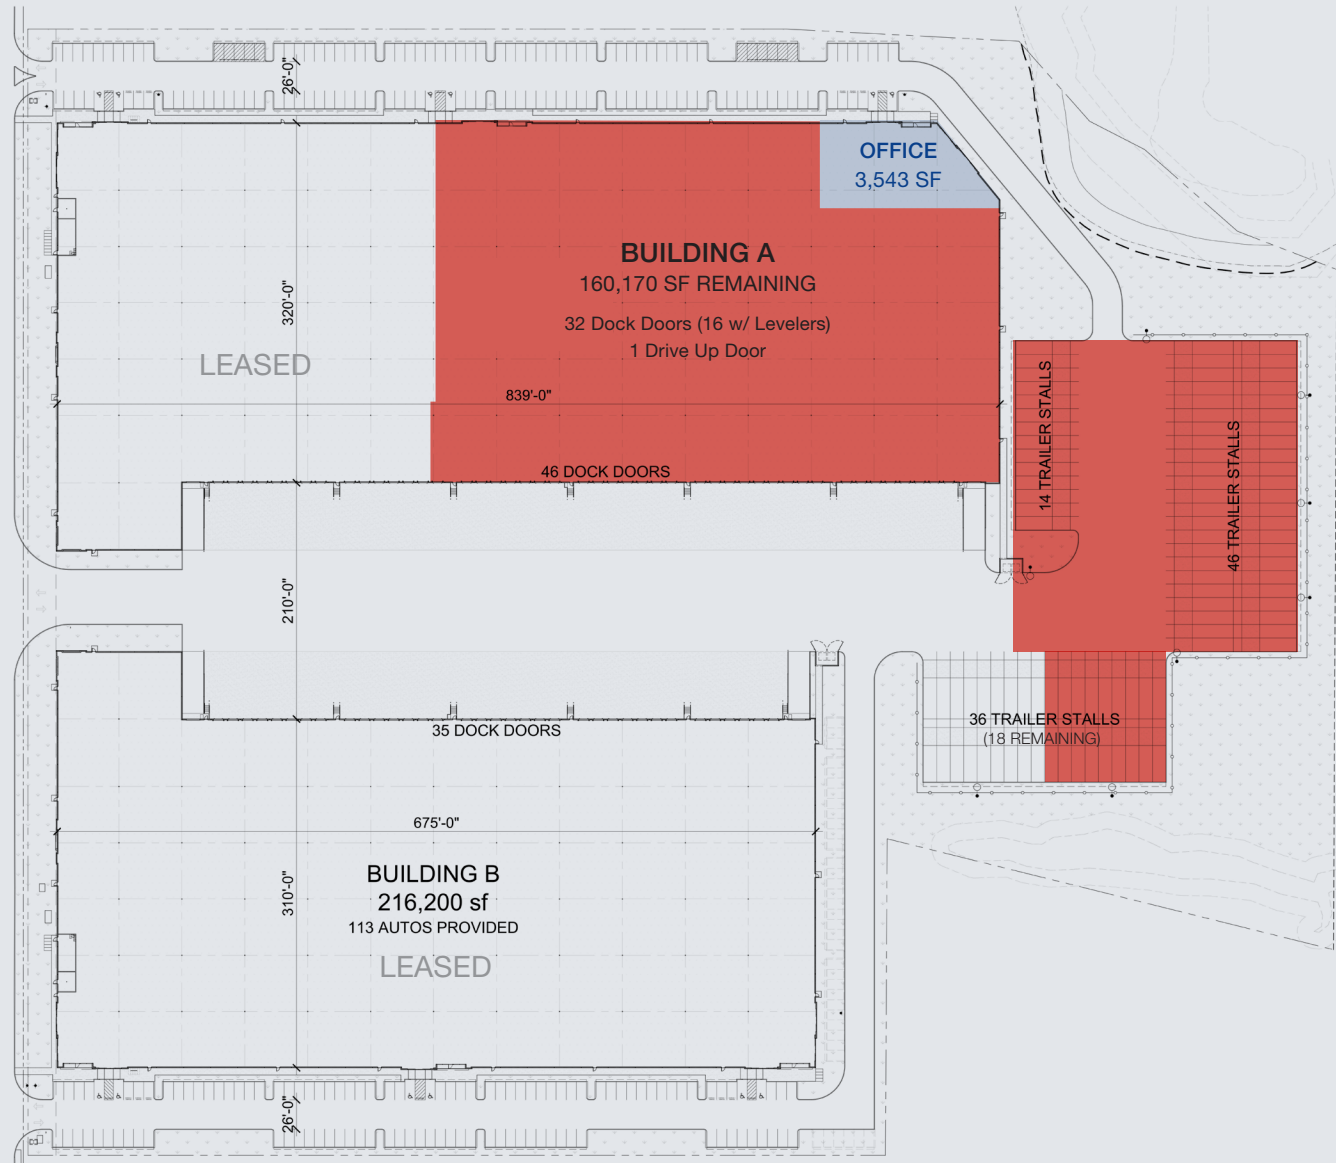 26'-0"
OFFICE
3,543 SF
BUILDING A
160,170 SF REMAINING
32 Dock Doors (16 w/ Levelers)
1 Drive Up Door
320'-0"
LEASED
839'-0"
46 DOCK DOORS
14 TRAILER STALLS
46 TRAILER STALLS
210'-0"
36 TRAILER STALLS
(18 REMAINING)
35 DOCK DOORS
675'-0"
BUILDING B
216,200 sf
113 AUTOS PROVIDED
310'-0"
LEASED
26'-0"